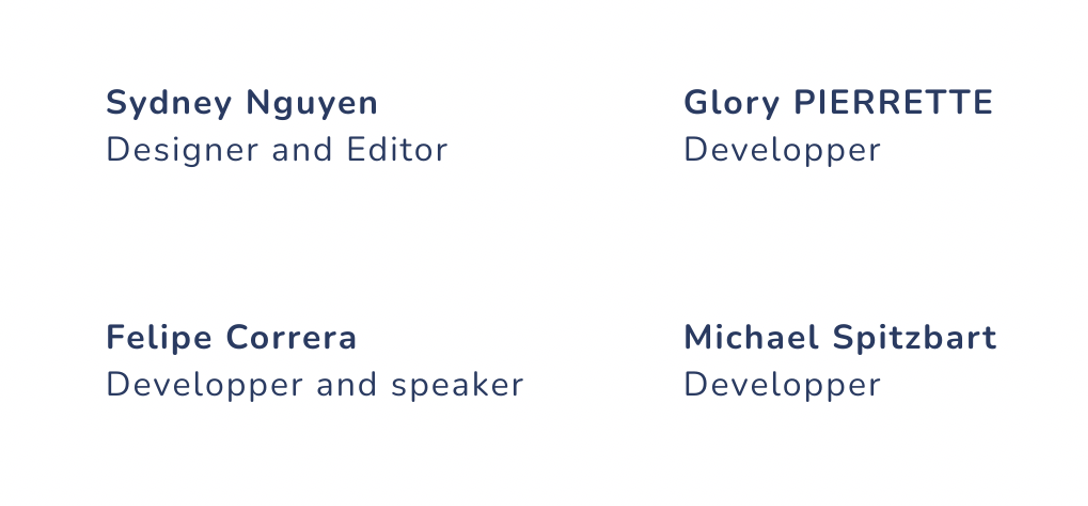 Sydney Nguyen
Designer and Editor
Glory PIERRETTE
Developper
Felipe Correra
Developper and speaker
Michael Spitzbart
Developper